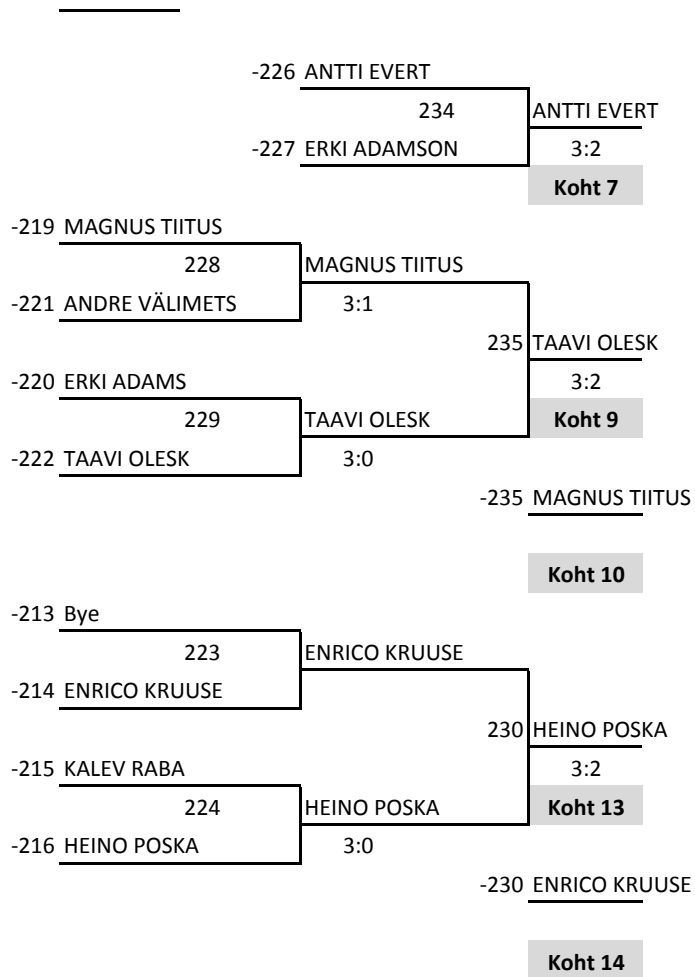 -226 ANTTI EVERT
234 ANTTI EVERT
-227 ERKI ADAMSON 3:2
Koht 7
-219 MAGNUS TIITUS
228 MAGNUS TIITUS
-221 ANDRE VÄLIMETS 3:1
235 TAAVI OLESK
-220 ERKI ADAMS 3:2
229 TAAVI OLESK Koht 9
-222 TAAVI OLESK 3:0
-235 MAGNUS TIITUS
Koht 10
-213 Bye
223 ENRICO KRUUSE
-214 ENRICO KRUUSE
230 HEINO POSKA
-215 KALEV RABA 3:2
224 HEINO POSKA Koht 13
-216 HEINO POSKA 3:0
-230 ENRICO KRUUSE
Koht 14